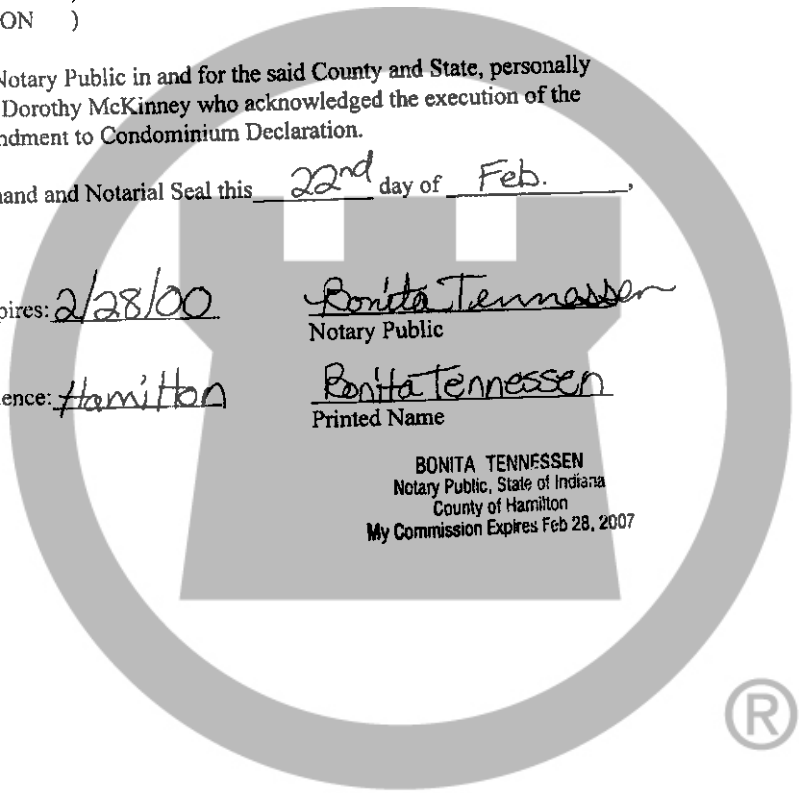 ON )
Notary Public in and for the said County and State, personally
Dorothy McKinney who acknowledged the execution of the
ndment to Condominium Declaration.
hand and Notarial Seal this 22nd day of Feb.,
pires: 2/28/00 Bonita Tennessen
Notary Public
ence: Hamilton Bonita Tennessen
Printed Name
BONITA TENNESSEN
Notary Public, State of Indiana
County of Hamilton
My Commission Expires Feb 28, 2007
®